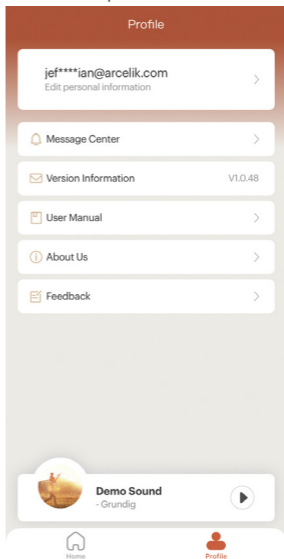 Profile
jef****ian@arcelik.com
Edit personal information
Message Center
Version Information V1.0.48
User Manual
About Us
Feedback
Demo Sound
- Grundig
Home
Profile